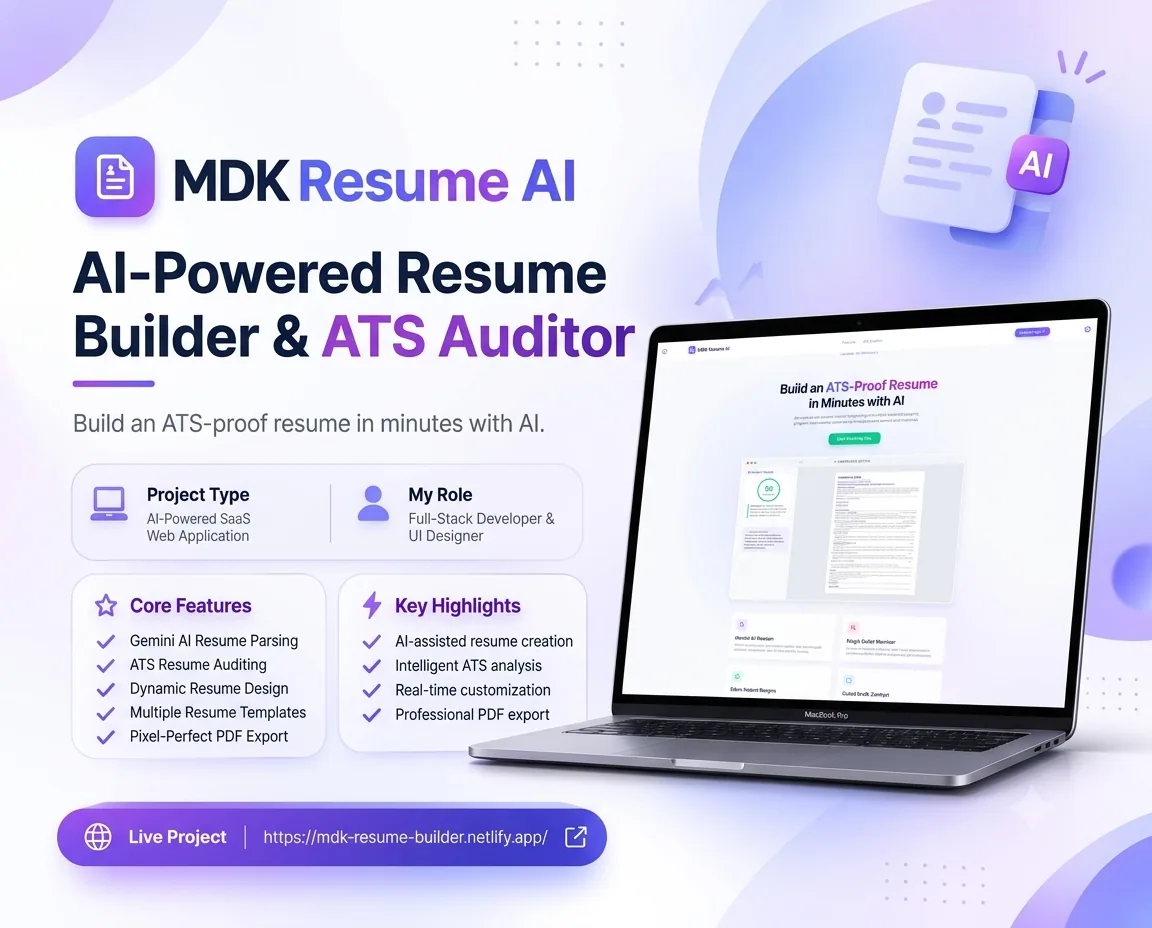 MDK Resume AI
AI-Powered Resume
Builder & ATS Auditor
Build an ATS-proof resume in minutes with AI.
Project Type
AI-Powered SaaS
Web Application
My Role
Full-Stack Developer &
UI Designer
Core Features
Gemini AI Resume Parsing
ATS Resume Auditing
Dynamic Resume Design
Multiple Resume Templates
Pixel-Perfect PDF Export
Key Highlights
AI-assisted resume creation
Intelligent ATS analysis
Real-time customization
Professional PDF export
Live Project
https://mdk-resume-builder.netlify.app/
AI
Build an ATS-Proof Resume
in Minutes with AI
MacBook Pro